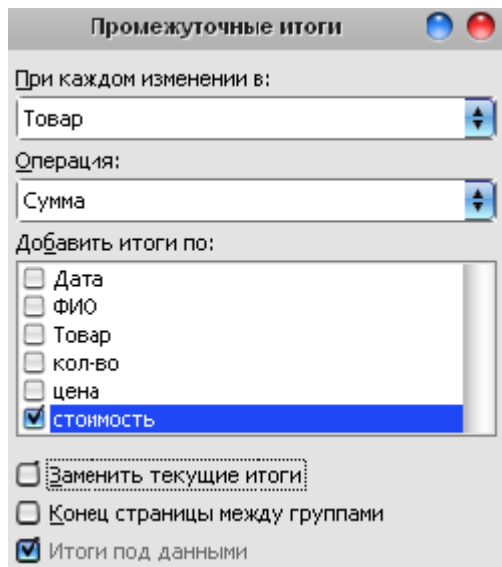 Промежуточные итоги
При каждом изменении в:
Товар
Операция:
Сумма
Добавить итоги по:
Дата
ФИО
Товар
кол-во
цена
стоимость
Заменить текущие итоги
Конец страницы между группами
Итоги под данными